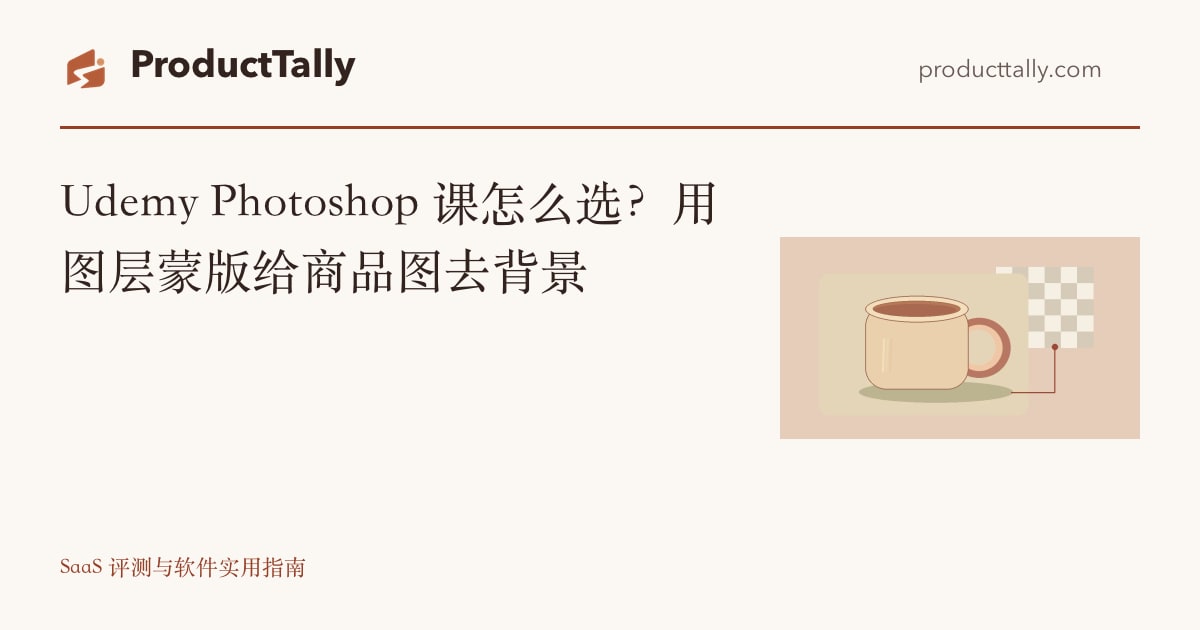 ProductTally
producttally.com
Udemy Photoshop 课怎么选？用
图层蒙版给商品图去背景
SaaS 评测与软件实用指南